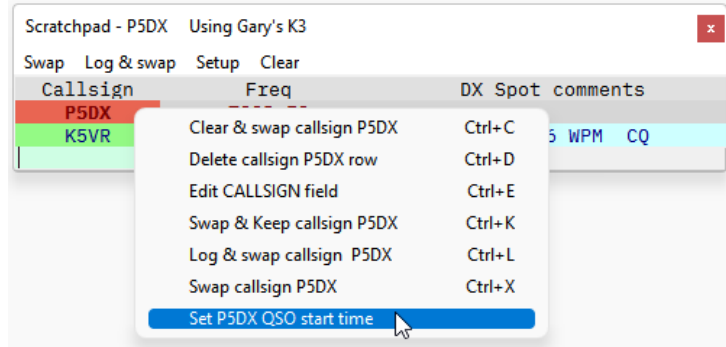 Scratchpad - P5DX Using Gary's K3 x
Swap Log & swap Setup Clear
Callsign Freq DX Spot comments
P5DX
K5VR WPM CQ
Clear & swap callsign P5DX Ctrl+C
Delete callsign P5DX row Ctrl+D
Edit CALLSIGN field Ctrl+E
Swap & Keep callsign P5DX Ctrl+K
Log & swap callsign P5DX Ctrl+L
Swap callsign P5DX Ctrl+X
Set P5DX QSO start time